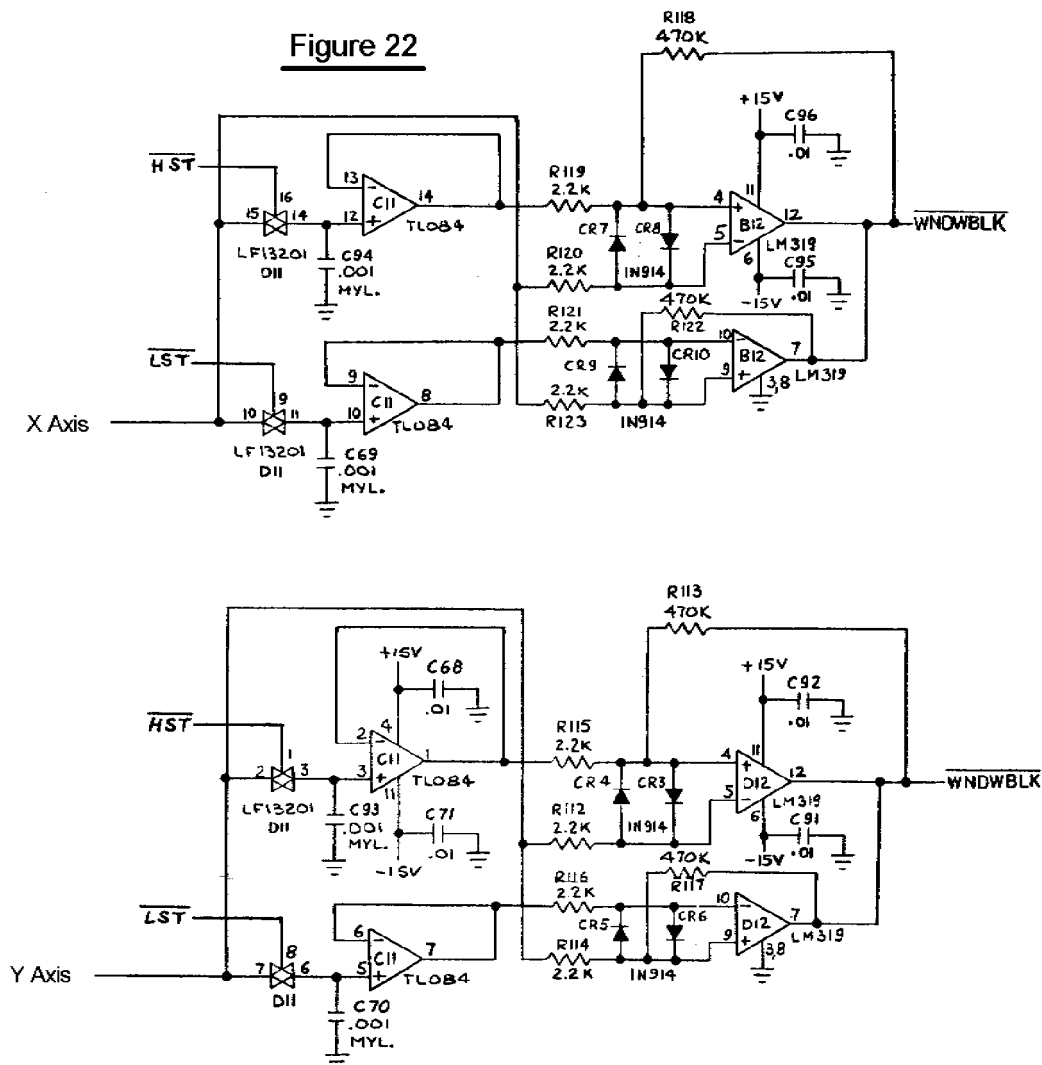 Figure 22
R118
470K
+15V
C96
.01
HST
16
15
14
LF13201
D11
13
12
C11
14
TL084
C94
.001
MYL.
R119
2.2K
CR7
CR8
R120
2.2K
1N914
4
5
11
B12
6
12
LM319
C95
.01
-15V
WNDWBLK
LST
9
10
11
LF13201
D11
9
10
C11
8
TL084
C69
.001
MYL.
R121
2.2K
470K
R122
CR9
CR10
2.2K
R123
1N914
10
9
B12
7
3,8
LM319
X Axis
R113
470K
+15V
C68
.01
+15V
C92
.01
HST
1
2
3
LF13201
D11
2
3
4
C11
11
1
TL084
C93
.001
MYL.
C71
.01
-15V
R115
2.2K
CR4
CR3
R112
2.2K
1N914
4
5
11
D12
6
12
LM319
C91
.01
-15V
WNDWBLK
LST
8
7
6
D11
6
5
C11
7
TL084
C70
.001
MYL.
R116
2.2K
470K
R117
CR5
CR6
R114
2.2K
1N914
10
9
D12
7
3,8
LM319
Y Axis